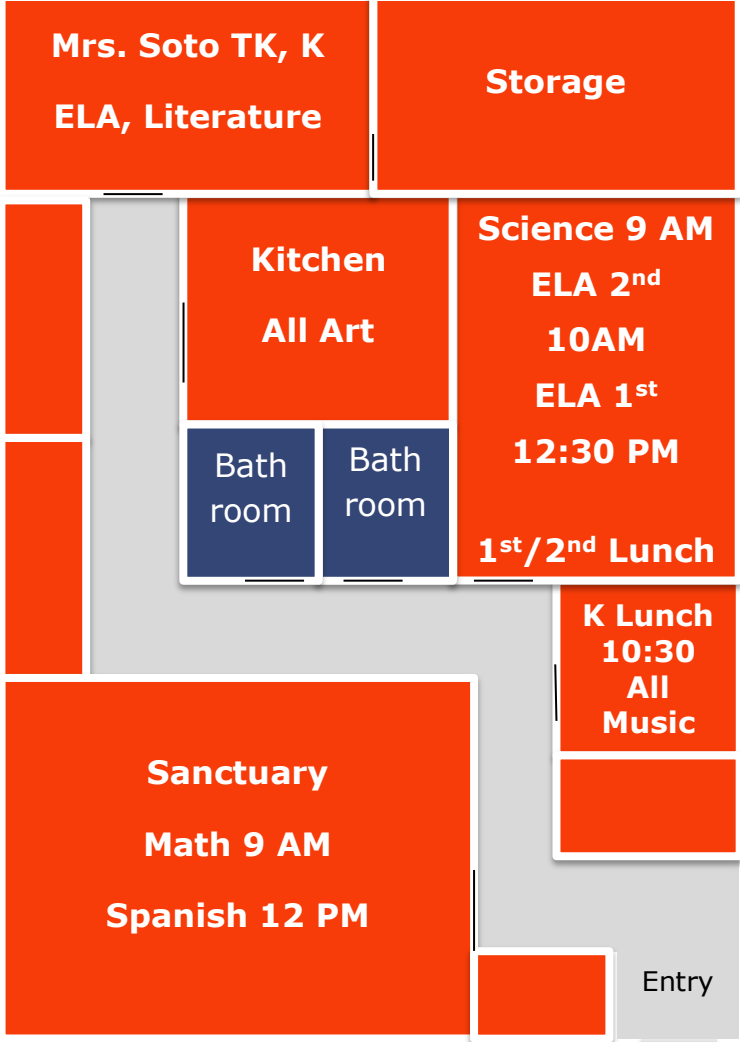 Mrs. Soto TK, K
ELA, Literature
Storage
Kitchen
All Art
Science 9 AM
ELA 2nd
10AM
ELA 1st
12:30 PM
1st/2nd Lunch
Bath
room
Bath
room
K Lunch
10:30
All
Music
Sanctuary
Math 9 AM
Spanish 12 PM
Entry